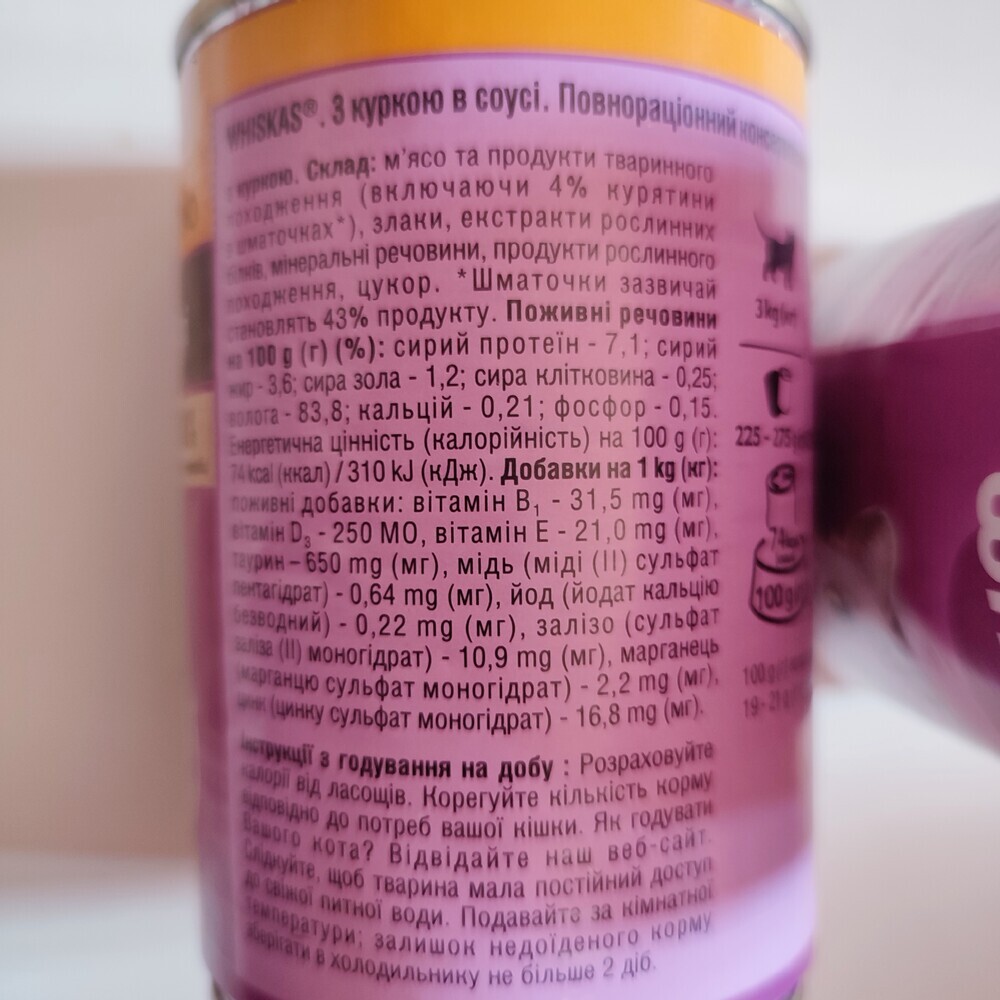 WHISKAS®. З куркою в соусі. Повнораціонний
з куркою. Склад: м'ясо та продукти тваринного
походження (включаючи 4% курятини
в шматочках*), злаки, екстракти рослинних
білків, мінеральні речовини, продукти рослинного
походження, цукор. *Шматочки зазвичай
становлять 43% продукту. Поживні речовини
на 100 g (г) (%): сирий протеїн - 7,1; сирий
жир - 3,6; сира зола - 1,2; сира клітковина - 0,25;
волога - 83,8; кальцій - 0,21; фосфор - 0,15.
Енергетична цінність (калорійність) на 100 g (г):
74 kcal (ккал) / 310 kJ (кДж). Добавки на 1 kg (кг):
поживні добавки: вітамін B₁ - 31,5 mg (мг),
вітамін D₃ - 250 МО, вітамін E - 21,0 mg (мг),
таурин – 650 mg (мг), мідь (міді (II) сульфат
пентагідрат) - 0,64 mg (мг), йод (йодат кальцію
безводний) - 0,22 mg (мг), залізо (сульфат
заліза (II) моногідрат) - 10,9 mg (мг), марганець
(марганцю сульфат моногідрат) - 2,2 mg (мг),
цинк (цинку сульфат моногідрат) - 16,8 mg (мг).
Інструкції з годування на добу : Розраховуйте
калорії від ласощів. Корегуйте кількість корму
відповідно до потреб вашої кішки. Як годувати
Вашого кота? Відвідайте наш веб-сайт.
Слідкуйте, щоб тварина мала постійний доступ
до свіжої питної води. Подавайте за кімнатної
температури; залишок недоїденого корму
зберігати в холодильнику не більше 2 діб.
3 kg
225 - 275
100 g